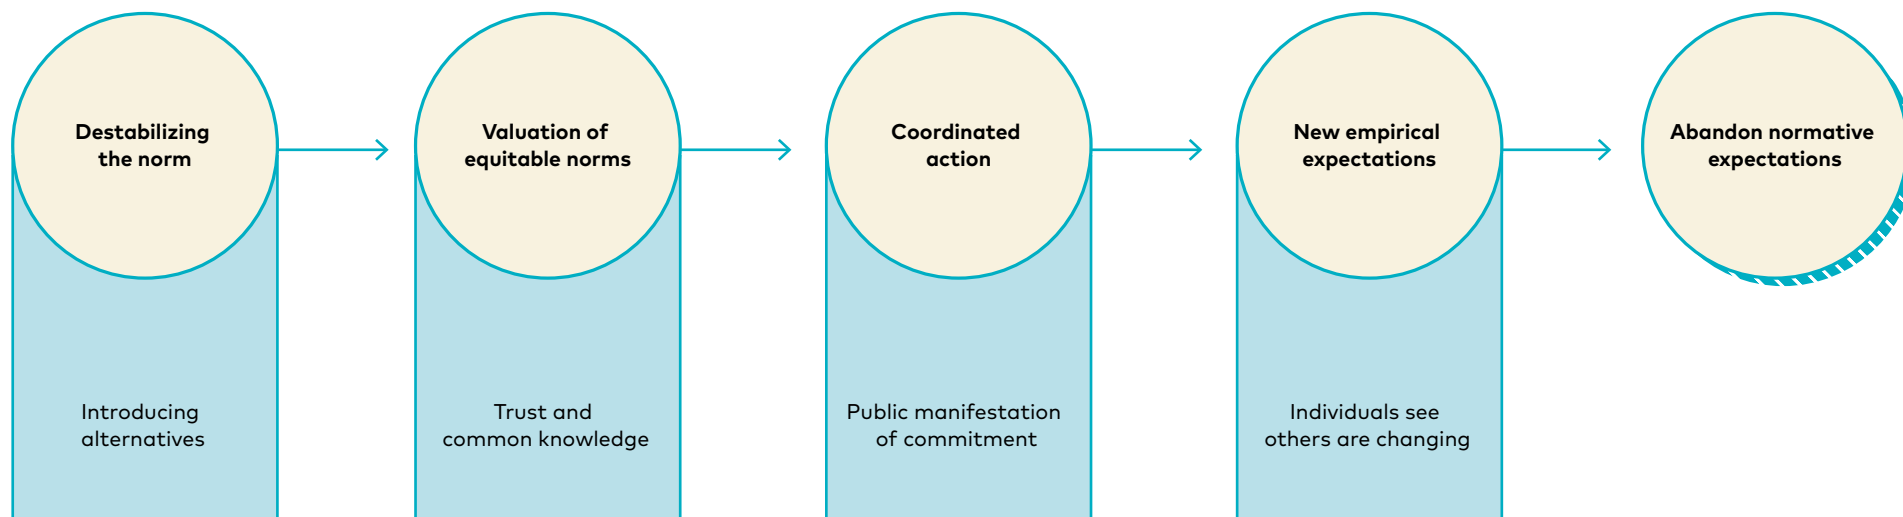 Destabilizing
the norm
Valuation of
equitable norms
Coordinated
action
New empirical
expectations
Abandon normative
expectations
Introducing
alternatives
Trust and
common knowledge
Public manifestation
of commitment
Individuals see
others are changing